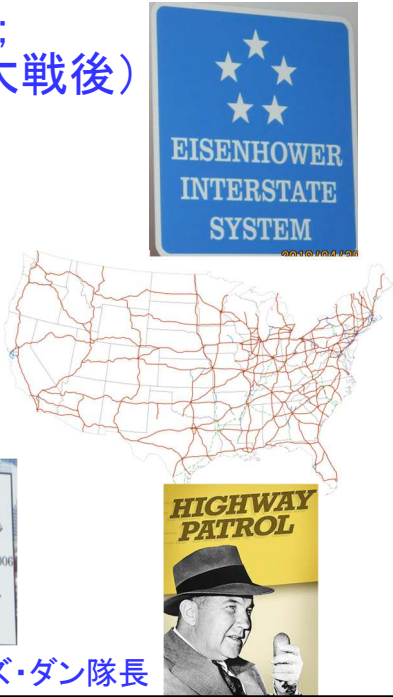 大戦後）
EISENHOWER
INTERSTATE
SYSTEM
HIGHWAY
PATROL
ズ・ダン隊長